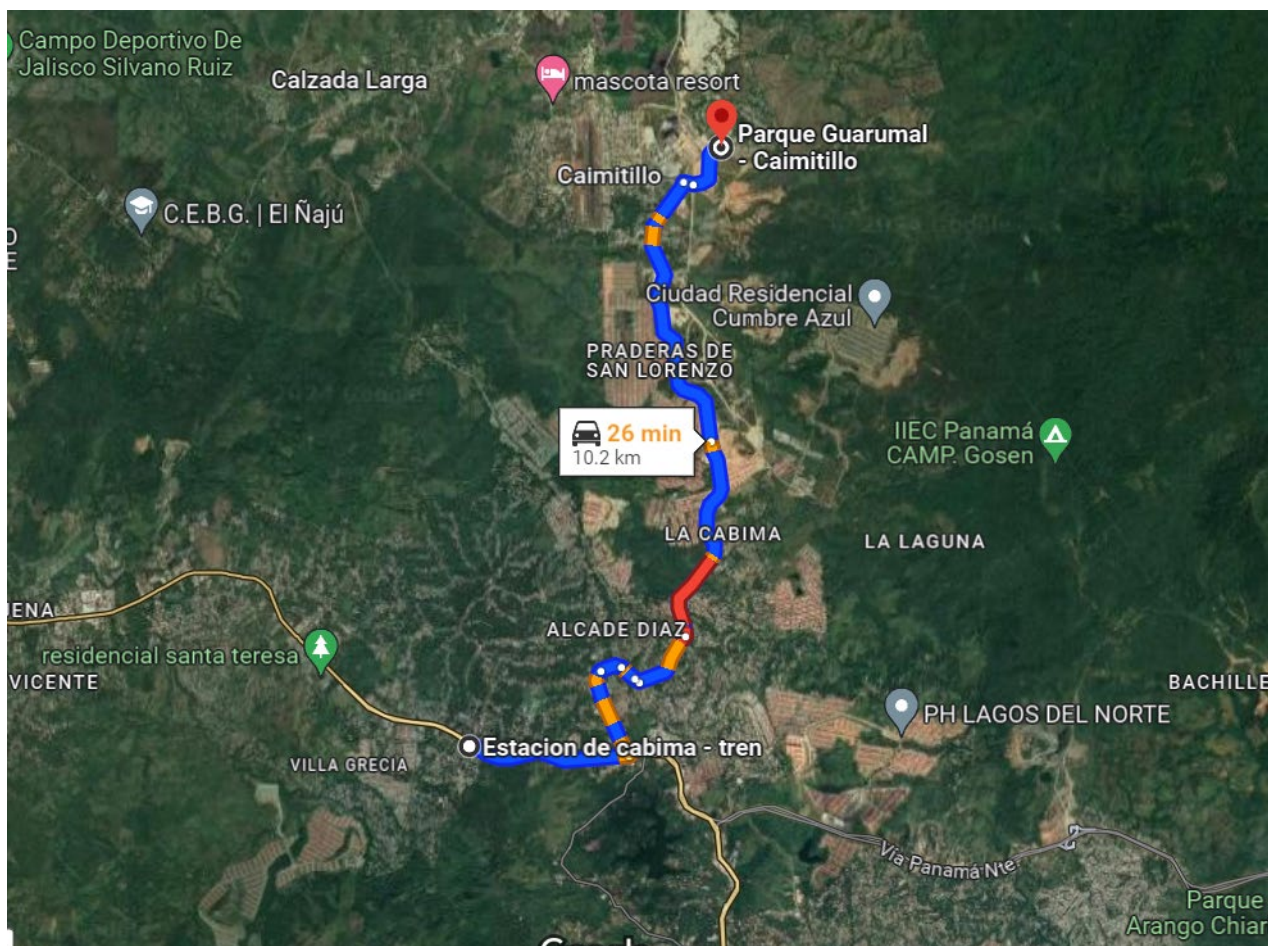 Campo Deportivo De
Jalisco Silvano Ruiz
Calzada Larga
mascota resort
Parque Guarumal
- Caimitillo
Caimitillo
C.E.B.G. | El Ñajú
Ciudad Residencial
Cumbre Azul
PRADERAS DE
SAN LORENZO
26 min
10.2 km
IIEC Panamá
CAMP. Gosen
LA CABIMA
LA LAGUNA
JENA
ALCADE DIAZ
residencial santa teresa
VICENTE
BACHILLE
PH LAGOS DEL NORTE
Estacion de cabima - tren
VILLA GRECIA
Vía Panamá Nte.
Parque
Arango Chiar